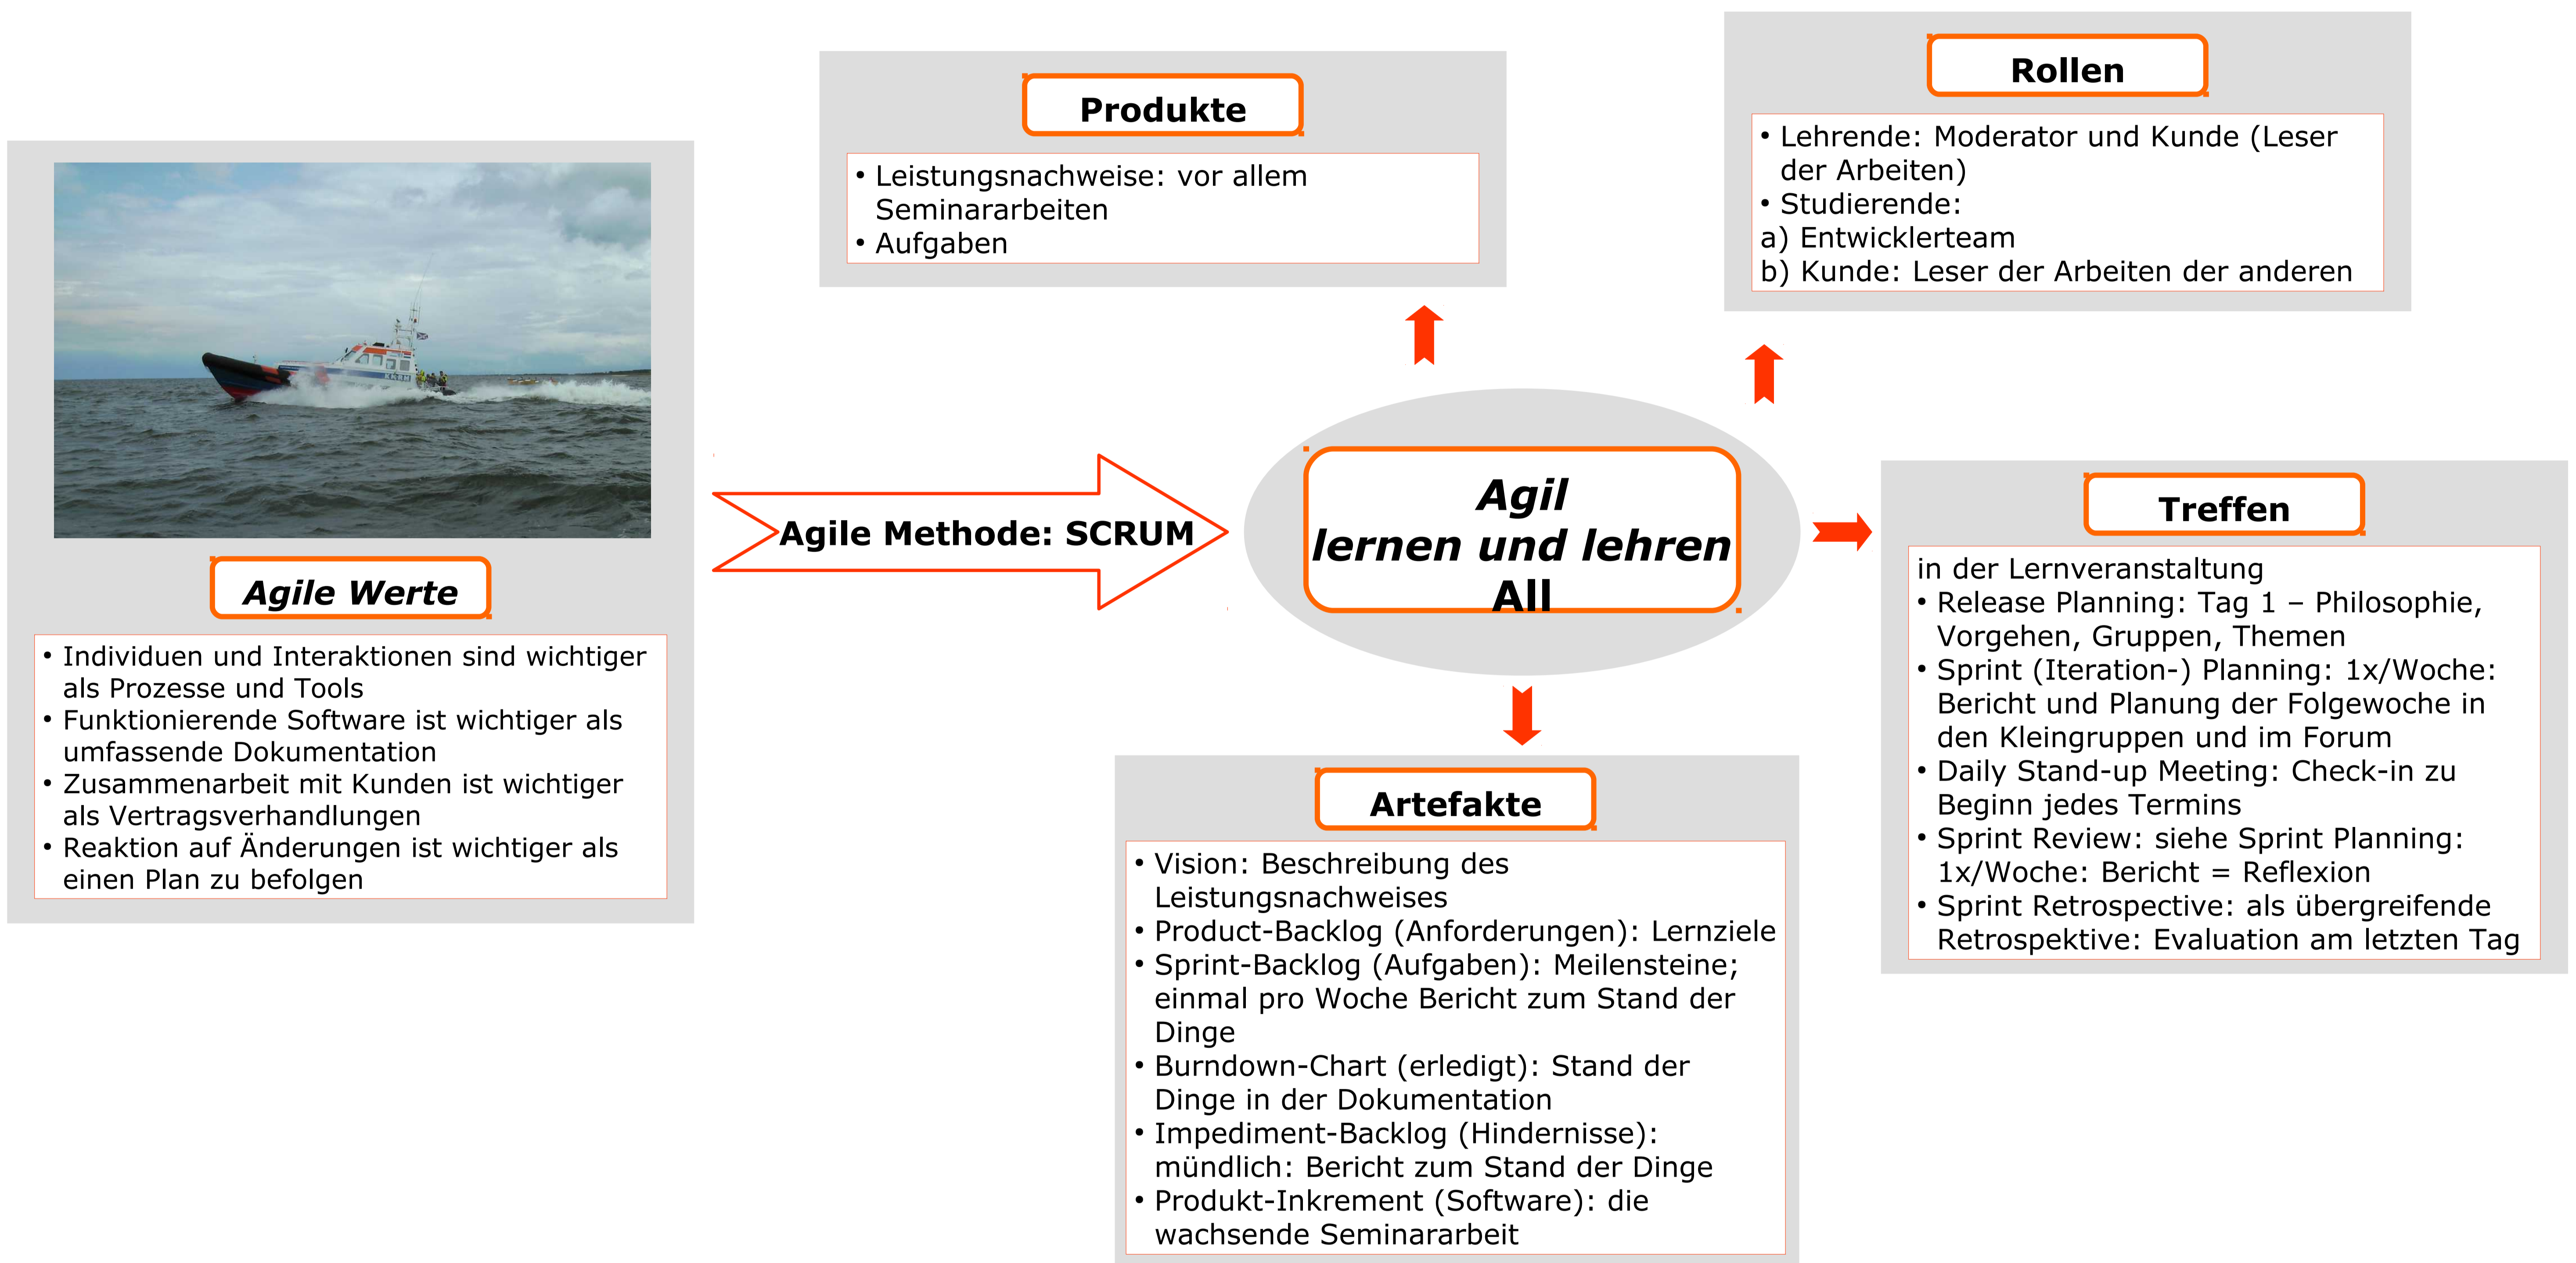 Agile Werte
• Individuen und Interaktionen sind wichtiger
als Prozesse und Tools
• Funktionierende Software ist wichtiger als
umfassende Dokumentation
• Zusammenarbeit mit Kunden ist wichtiger
als Vertragsverhandlungen
• Reaktion auf Änderungen ist wichtiger als
einen Plan zu befolgen
Agile Methode: SCRUM
Agil
lernen und lehren
All
Produkte
• Leistungsnachweise: vor allem
Seminararbeiten
• Aufgaben
Rollen
• Lehrende: Moderator und Kunde (Leser
der Arbeiten)
• Studierende:
a) Entwicklerteam
b) Kunde: Leser der Arbeiten der anderen
Treffen
in der Lernveranstaltung
• Release Planning: Tag 1 – Philosophie,
Vorgehen, Gruppen, Themen
• Sprint (Iteration-) Planning: 1x/Woche:
Bericht und Planung der Folgewoche in
den Kleingruppen und im Forum
• Daily Stand-up Meeting: Check-in zu
Beginn jedes Termins
• Sprint Review: siehe Sprint Planning:
1x/Woche: Bericht = Reflexion
• Sprint Retrospective: als übergreifende
Retrospektive: Evaluation am letzten Tag
Artefakte
• Vision: Beschreibung des
Leistungsnachweises
• Product-Backlog (Anforderungen): Lernziele
• Sprint-Backlog (Aufgaben): Meilensteine;
einmal pro Woche Bericht zum Stand der
Dinge
• Burndown-Chart (erledigt): Stand der
Dinge in der Dokumentation
• Impediment-Backlog (Hindernisse):
mündlich: Bericht zum Stand der Dinge
• Produkt-Inkrement (Software): die
wachsende Seminararbeit